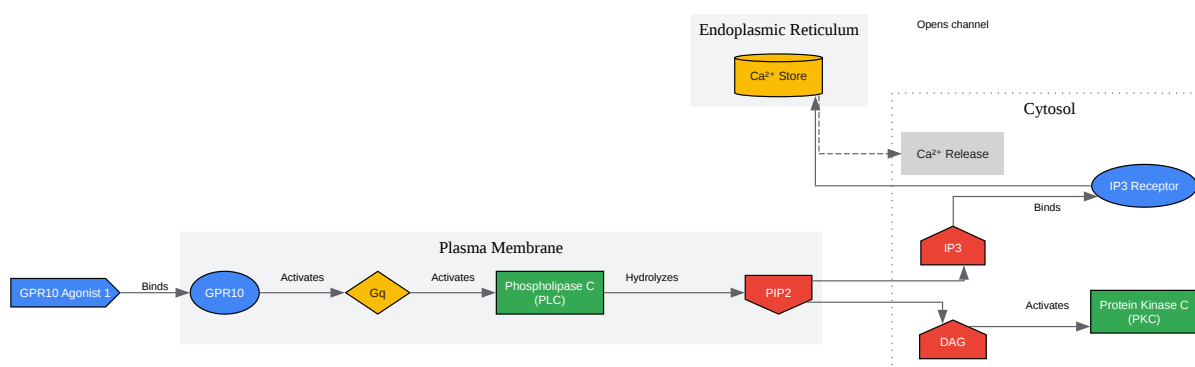 Endoplasmic Reticulum
Opens channel
Ca²⁺ Store
Cytosol
Ca²⁺ Release
IP3 Receptor
Binds
Plasma Membrane
IP3
GPR10 Agonist 1
Binds
GPR10
Activates
Gq
Activates
Phospholipase C
(PLC)
Hydrolyzes
PIP2
DAG
Activates
Protein Kinase C
(PKC)